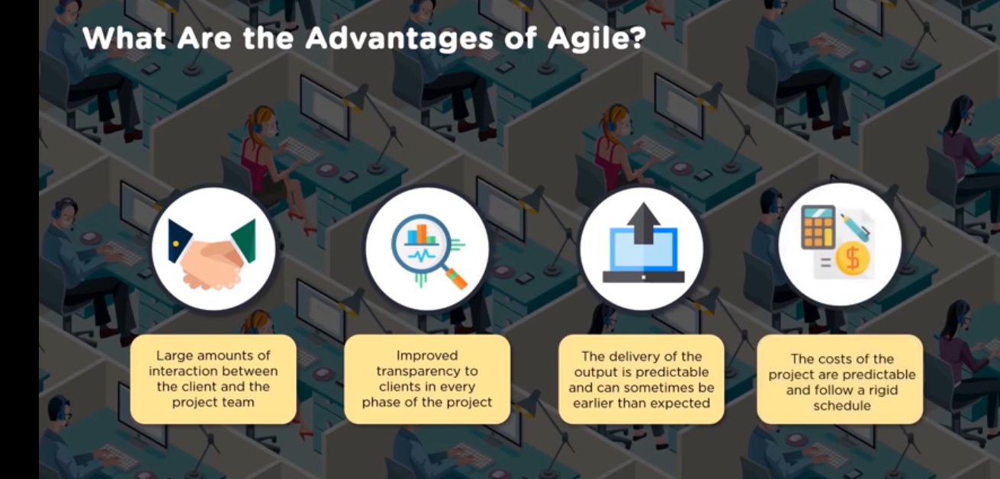 What Are the Advantages of Agile?
Large amounts of
interaction between
the client and the
project team
Improved
transparency to
clients in every
phase of the project
The delivery of the
output is predictable
and can sometimes be
earlier than expected
The costs of the
project are predictable
and follow a rigid
schedule